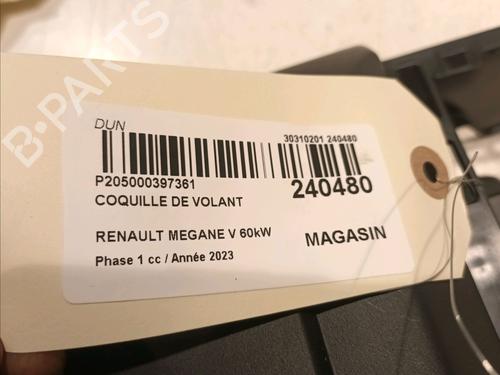 B-PARTS
DUN
30310201 240480
P205000397361
240480
COQUILLE DE VOLANT
RENAULT MEGANE V 60kW
MAGASIN
Phase 1 cc / Année 2023